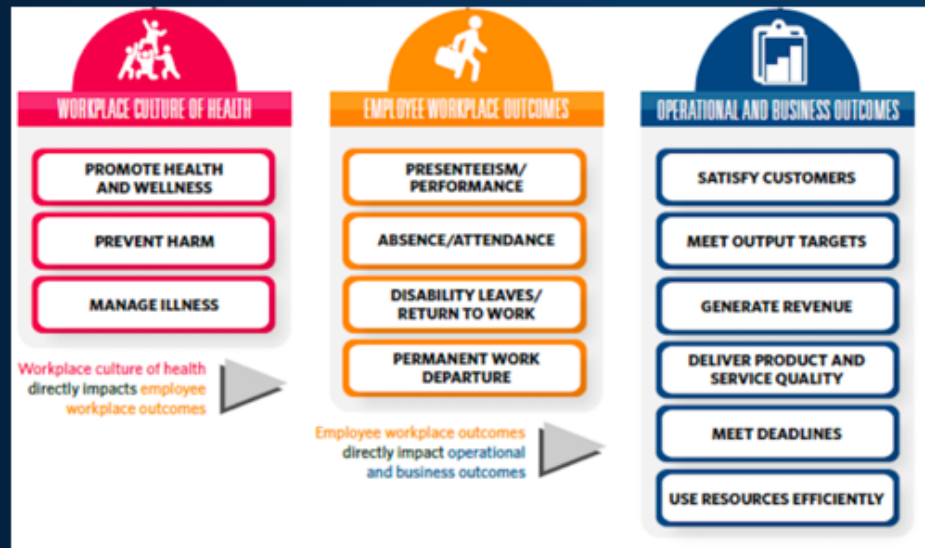 WORKPLACE CULTURE OF HEALTH
PROMOTE HEALTH
AND WELLNESS
PREVENT HARM
MANAGE ILLNESS
Workplace culture of health
directly impacts employee
workplace outcomes
EMPLOYEE WORKPLACE OUTCOMES
PRESENTEEISM/
PERFORMANCE
ABSENCE/ATTENDANCE
DISABILITY LEAVES/
RETURN TO WORK
PERMANENT WORK
DEPARTURE
Employee workplace outcomes
directly impact operational
and business outcomes
OPERATIONAL AND BUSINESS OUTCOMES
SATISFY CUSTOMERS
MEET OUTPUT TARGETS
GENERATE REVENUE
DELIVER PRODUCT AND
SERVICE QUALITY
MEET DEADLINES
USE RESOURCES EFFICIENTLY